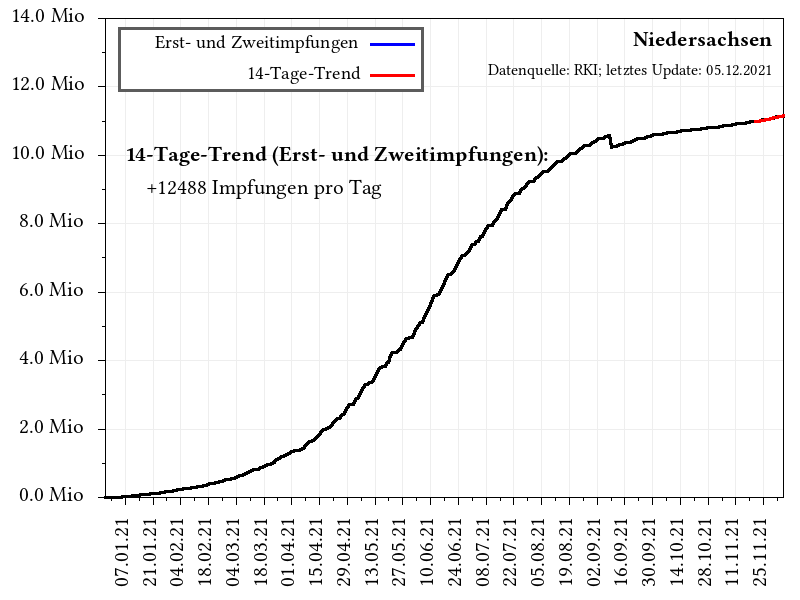 14.0 Mio
12.0 Mio
10.0 Mio
8.0 Mio
6.0 Mio
4.0 Mio
2.0 Mio
0.0 Mio
Erst- und Zweitimpfungen
14-Tage-Trend
Niedersachsen
Datenquelle: RKI; letztes Update: 05.12.2021
14-Tage-Trend (Erst- und Zweitimpfungen):
+12488 Impfungen pro Tag
07.01.21
21.01.21
04.02.21
18.02.21
04.03.21
18.03.21
01.04.21
15.04.21
29.04.21
13.05.21
27.05.21
10.06.21
24.06.21
08.07.21
22.07.21
05.08.21
19.08.21
02.09.21
16.09.21
30.09.21
14.10.21
28.10.21
11.11.21
25.11.21